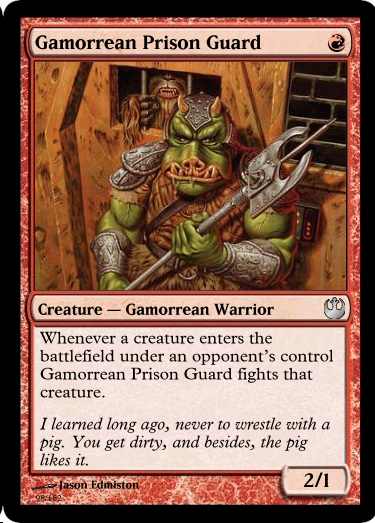 Gamorrean Prison Guard
Creature — Gamorrean Warrior
Whenever a creature enters the
battlefield under an opponent's control
Gamorrean Prison Guard fights that
creature.
I learned long ago, never to wrestle with a
pig. You get dirty, and besides, the pig
likes it.
2/1
Jason Edmiston
98/162